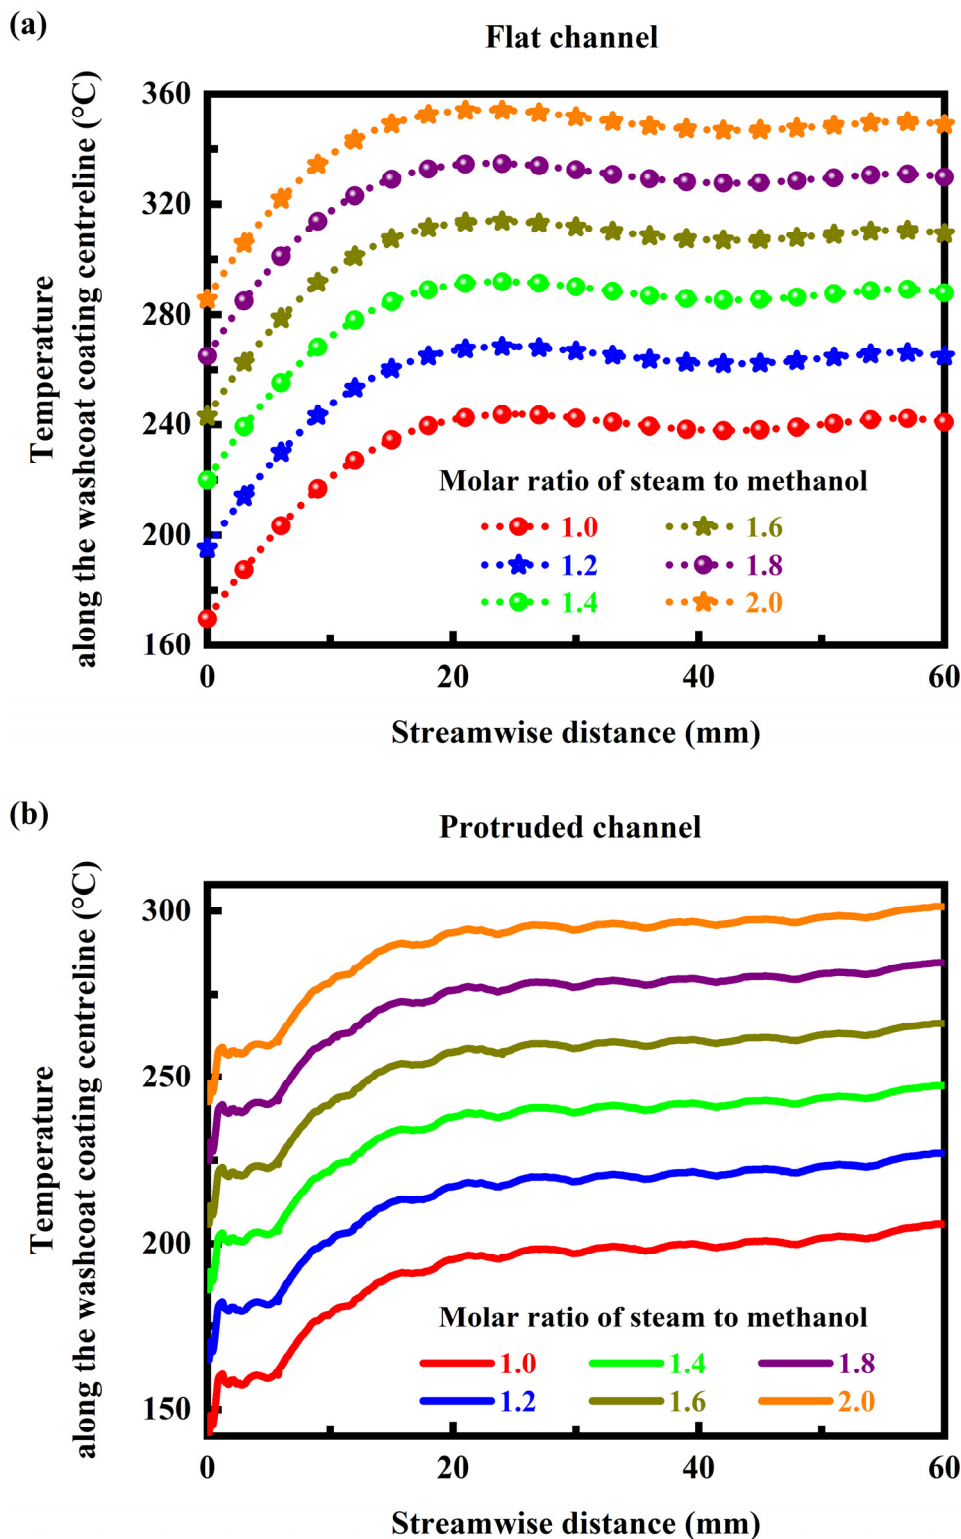 (a)
Flat channel
Temperature
along the washcoat coating centreline (°C)
360
320
280
240
200
160
Molar ratio of steam to methanol
1.0 1.6
1.2 1.8
1.4 2.0
0 20 40 60
Streamwise distance (mm)
(b)
Protruded channel
Temperature
along the washcoat coating centreline (°C)
300
250
200
150
Molar ratio of steam to methanol
1.0 1.4 1.8
1.2 1.6 2.0
0 20 40 60
Streamwise distance (mm)